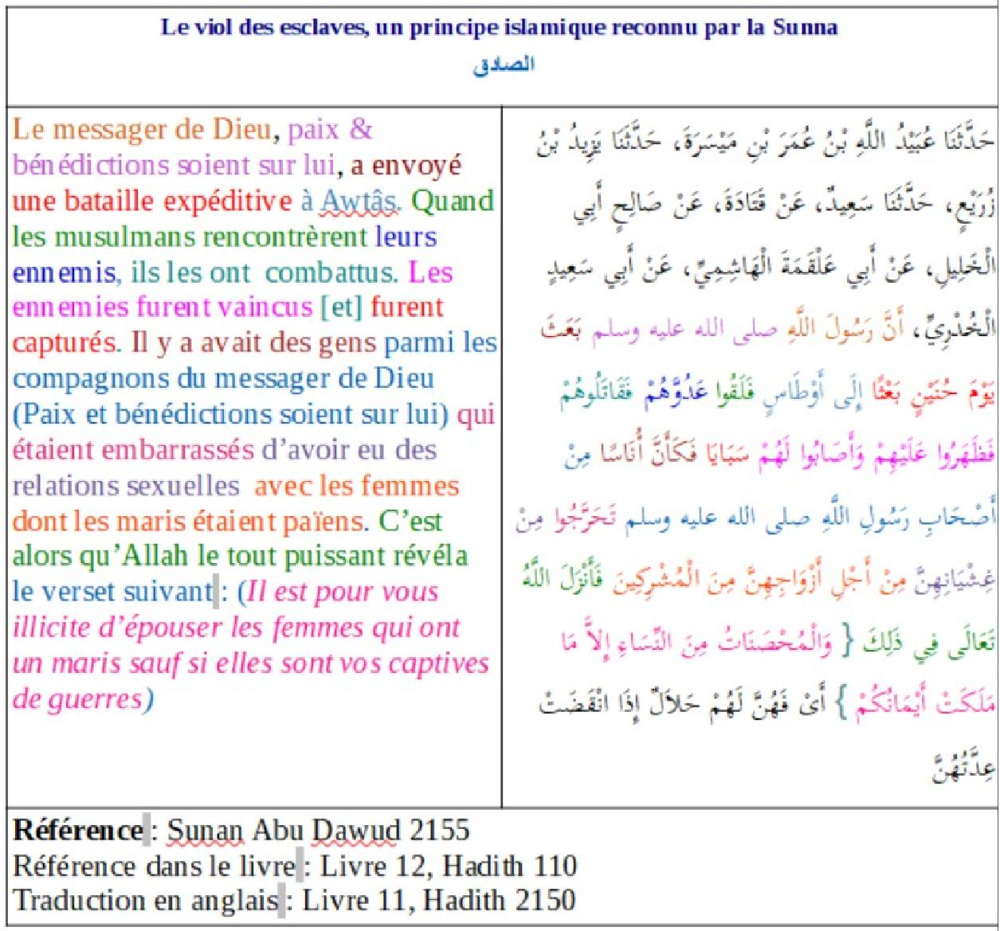 Le viol des esclaves, un principe islamique reconnu par la Sunna
الصادق
Le messager de Dieu, paix &
bénédictions soient sur lui, a envoyé
une bataille expéditive à Awtâs. Quand
les musulmans rencontrèrent leurs
ennemis, ils les ont combattus. Les
ennemies furent vaincus [et] furent
capturés. Il y a avait des gens parmi les
compagnons du messager de Dieu
(Paix et bénédictions soient sur lui) qui
étaient embarrassés d’avoir eu des
relations sexuelles avec les femmes
dont les maris étaient païens. C’est
alors qu’Allah le tout puissant révéla
le verset suivant : (Il est pour vous
illicite d’épouser les femmes qui ont
un maris sauf si elles sont vos captives
de guerres)
حَدَّثَنَا عُبَيْدُ اللَّهِ بْنُ عُمَرَ بْنِ مَيْسَرَةَ، حَدَّثَنَا يَزِيدُ بْنُ
زُرَيْعٍ، حَدَّثَنَا سَعِيدٌ، عَنْ قَتَادَةَ، عَنْ صَالِحٍ أَبِي
الْخَلِيلِ، عَنْ أَبِي عَلْقَمَةَ الْهَاشِمِيِّ، عَنْ أَبِي سَعِيدٍ
الْخُدْرِيِّ، أَنَّ رَسُولَ اللَّهِ صلى الله عليه وسلم بَعَثَ
يَوْمَ حُنَيْنٍ بَعْثًا إِلَى أَوْطَاسٍ فَلَقُوا عَدُوَّهُمْ فَقَاتَلُوهُمْ
فَظَهَرُوا عَلَيْهِمْ وَأَصَابُوا لَهُمْ سَبَايَا فَكَأَنَّ أُنَاسًا مِنْ
أَصْحَابِ رَسُولِ اللَّهِ صلى الله عليه وسلم تَحَرَّجُوا مِنْ
غِشْيَانِهِنَّ مِنْ أَجْلِ أَزْوَاجِهِنَّ مِنَ الْمُشْرِكِينَ فَأَنْزَلَ اللَّهُ
تَعَالَى فِي ذَلِكَ { وَالْمُحْصَنَاتُ مِنَ النِّسَاءِ إِلاَّ مَا
مَلَكَتْ أَيْمَانُكُمْ } أَىْ فَهُنَّ لَهُمْ حَلاَلٌ إِذَا انْقَضَتْ
عِدَّتُهُنَّ
Référence : Sunan Abu Dawud 2155
Référence dans le livre : Livre 12, Hadith 110
Traduction en anglais : Livre 11, Hadith 2150